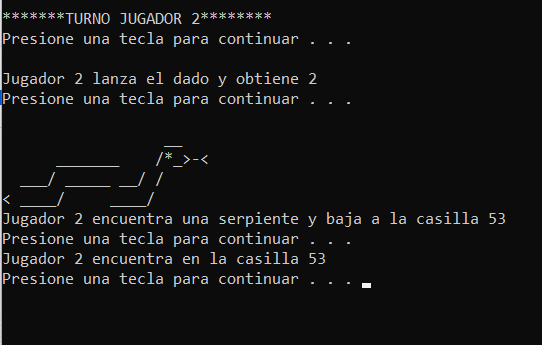 *******TURNO JUGADOR 2********
Presione una tecla para continuar . . .
Jugador 2 lanza el dado y obtiene 2
Presione una tecla para continuar . . .
                  __
      _______    /*_>-<
  ___/ _____ __/ /
< ____/     ____/
Jugador 2 encuentra una serpiente y baja a la casilla 53
Presione una tecla para continuar . . .
Jugador 2 encuentra en la casilla 53
Presione una tecla para continuar . . .